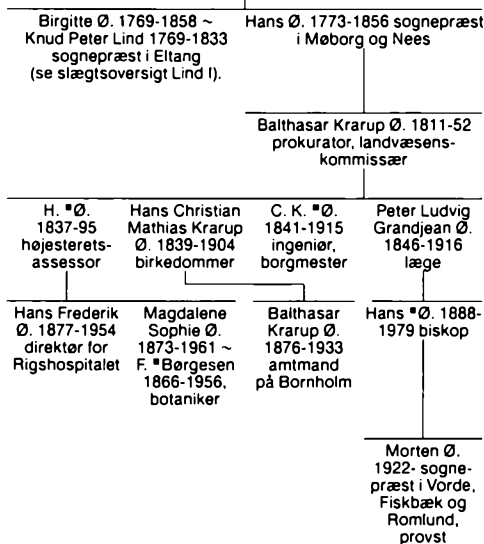 Birgitte Ø. 1769-1858 ~
Knud Peter Lind 1769-1833
sognepræst i Eltang
(se slægtsoversigt Lind I).
Hans Ø. 1773-1856 sognepræst
i Møborg og Nees
Balthasar Krarup Ø. 1811-52
prokurator, landvæsens-
kommissær
H. ■Ø.
1837-95
højesterets-
assessor
Hans Christian
Mathias Krarup
Ø. 1839-1904
birkedommer
C. K. ■Ø.
1841-1915
ingeniør,
borgmester
Peter Ludvig
Grandjean Ø.
1846-1916
læge
Hans Frederik
Ø. 1877-1954
direktør for
Rigshospitalet
Magdalene
Sophie Ø.
1873-1961 ~
F. ■Børgesen
1866-1956,
botaniker
Balthasar
Krarup Ø.
1876-1933
amtmand
på Bornholm
Hans ■Ø. 1888-
1979 biskop
Morten Ø.
1922- sogne-
præst i Vorde,
Fiskbæk og
Romlund,
provst